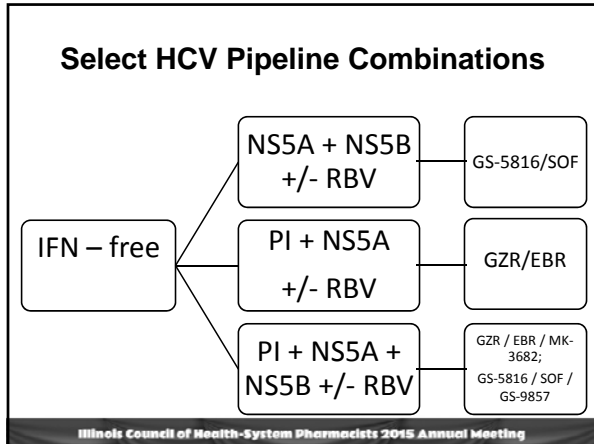 Select HCV Pipeline Combinations
IFN – free
NS5A + NS5B
+/- RBV
GS-5816/SOF
PI + NS5A
+/- RBV
GZR/EBR
PI + NS5A +
NS5B +/- RBV
GZR / EBR / MK-
3682;
GS-5816 / SOF /
GS-9857
Illinois Council of Health-System Pharmacists 2015 Annual Meeting